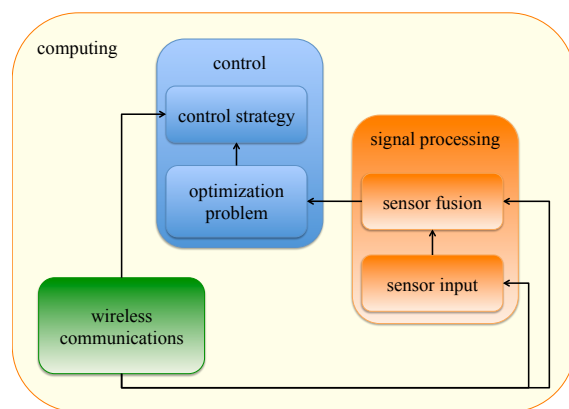 computing
control
control strategy
optimization
problem
signal processing
sensor fusion
sensor input
wireless
communications